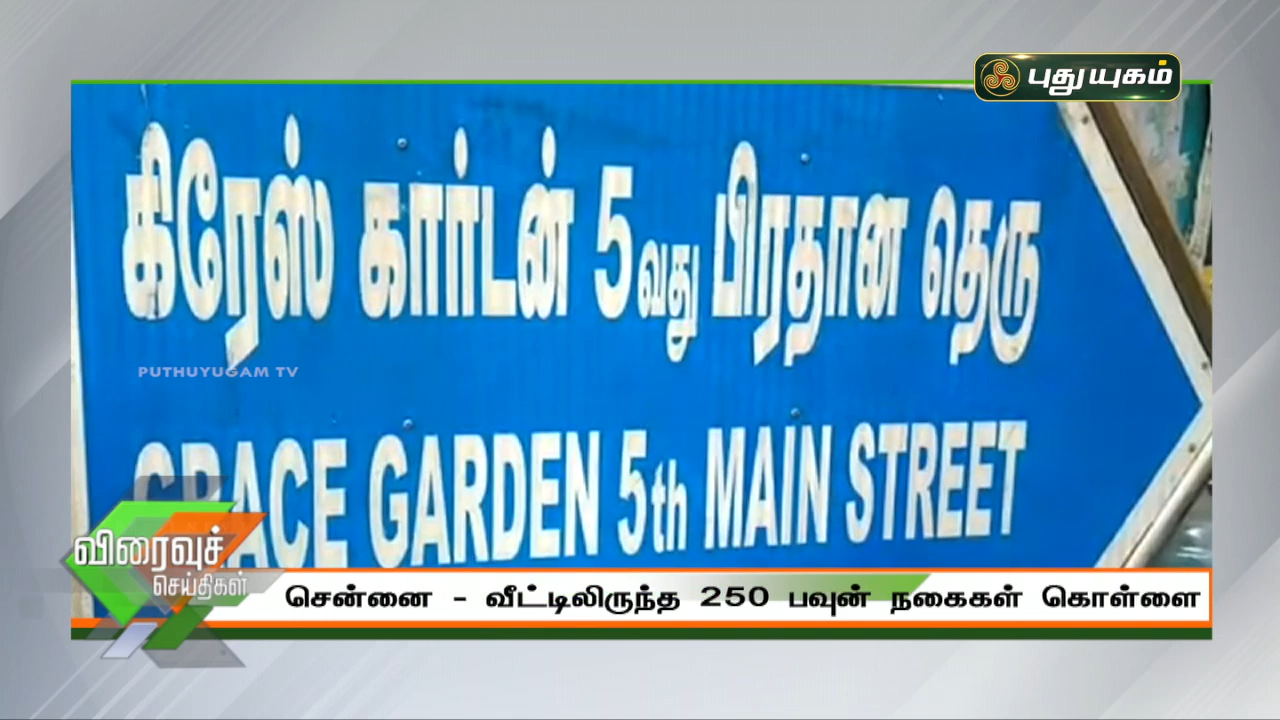 புதுயுகம்
கிரேஸ் கார்டன் 5வது பிரதான தெரு
PUTHUYUGAM TV
GRACE GARDEN 5th MAIN STREET
விரைவுச்
செய்திகள்
சென்னை - வீட்டிலிருந்த 250 பவுன் நகைகள் கொள்ளை